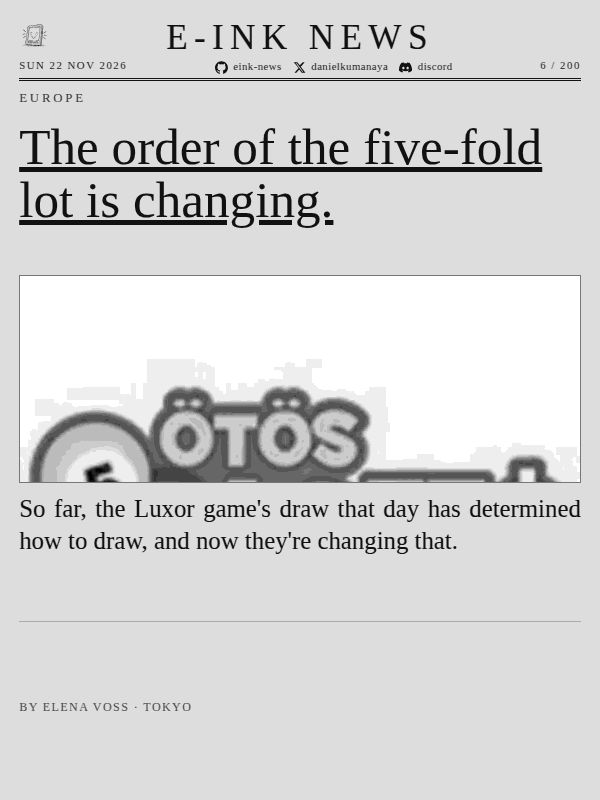 E-INK NEWS
SUN 22 NOV 2026
eink-news
danielkumanaya
discord
6 / 200
EUROPE
The order of the five-fold
lot is changing.
ÖTÖS
5
So far, the Luxor game's draw that day has determined
how to draw, and now they're changing that.
BY ELENA VOSS · TOKYO